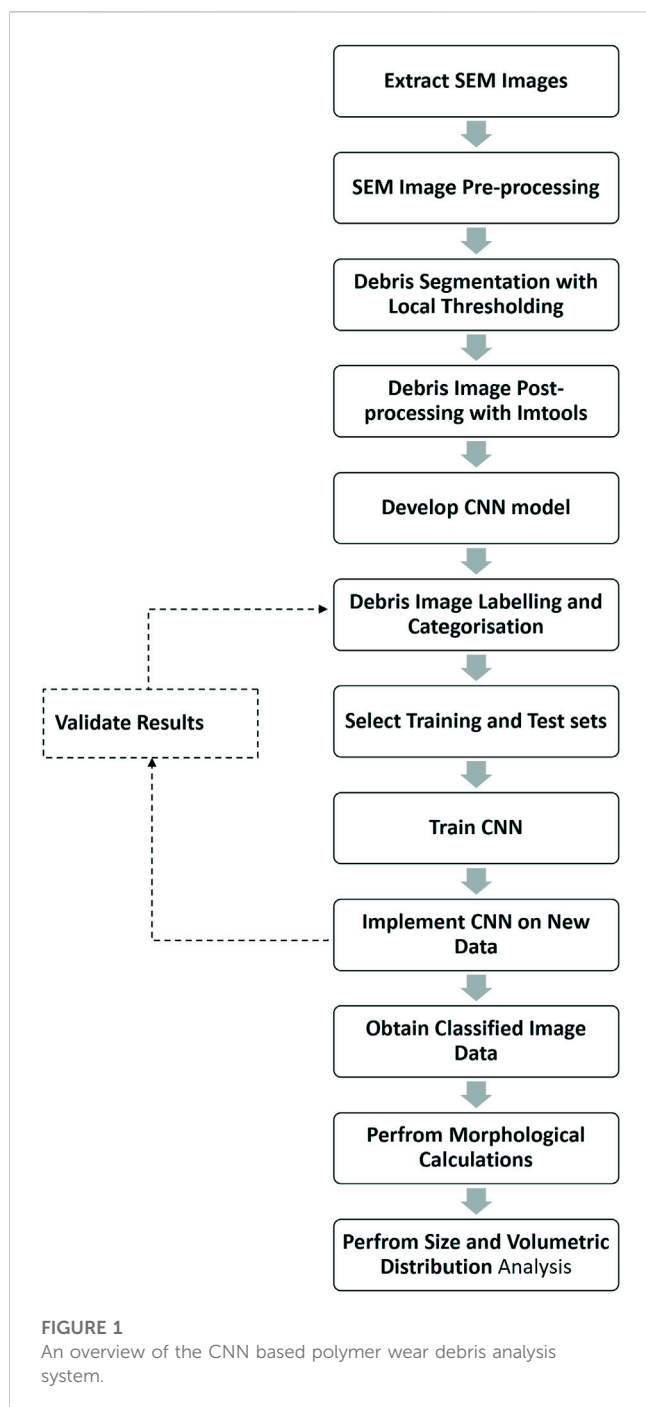 Extract SEM Images
SEM Image Pre-processing
Debris Segmentation with
Local Thresholding
Debris Image Post-
processing with Imtools
Develop CNN model
Debris Image Labelling and
Categorisation
Validate Results
Select Training and Test sets
Train CNN
Implement CNN on New
Data
Obtain Classified Image
Data
Perfrom Morphological
Calculations
Perfrom Size and Volumetric
Distribution Analysis
FIGURE 1
An overview of the CNN based polymer wear debris analysis
system.